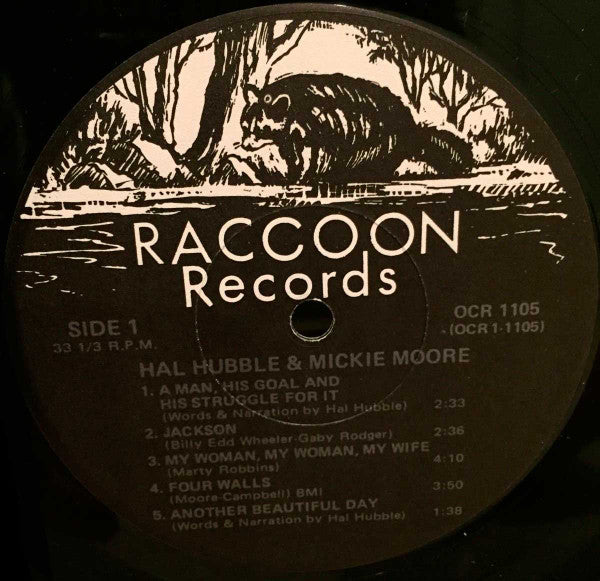 RACCOON
Records
SIDE 1
33 1/3 R.P.M.
OCR 1105
(OCR 1-1105)
HAL HUBBLE & MICKIE MOORE
1. A MAN, HIS GOAL AND
HIS STRUGGLE FOR IT
(Words & Narration by Hal Hubble) 2:33
2. JACKSON 2:36
(Billy Edd Wheeler-Gaby Rodger)
3. MY WOMAN, MY WOMAN, MY WIFE 4:10
(Marty Robbins)
4. FOUR WALLS 3:50
(Moore-Campbell) BMI
5. ANOTHER BEAUTIFUL DAY 1:38
(Words & Narration by Hal Hubble)